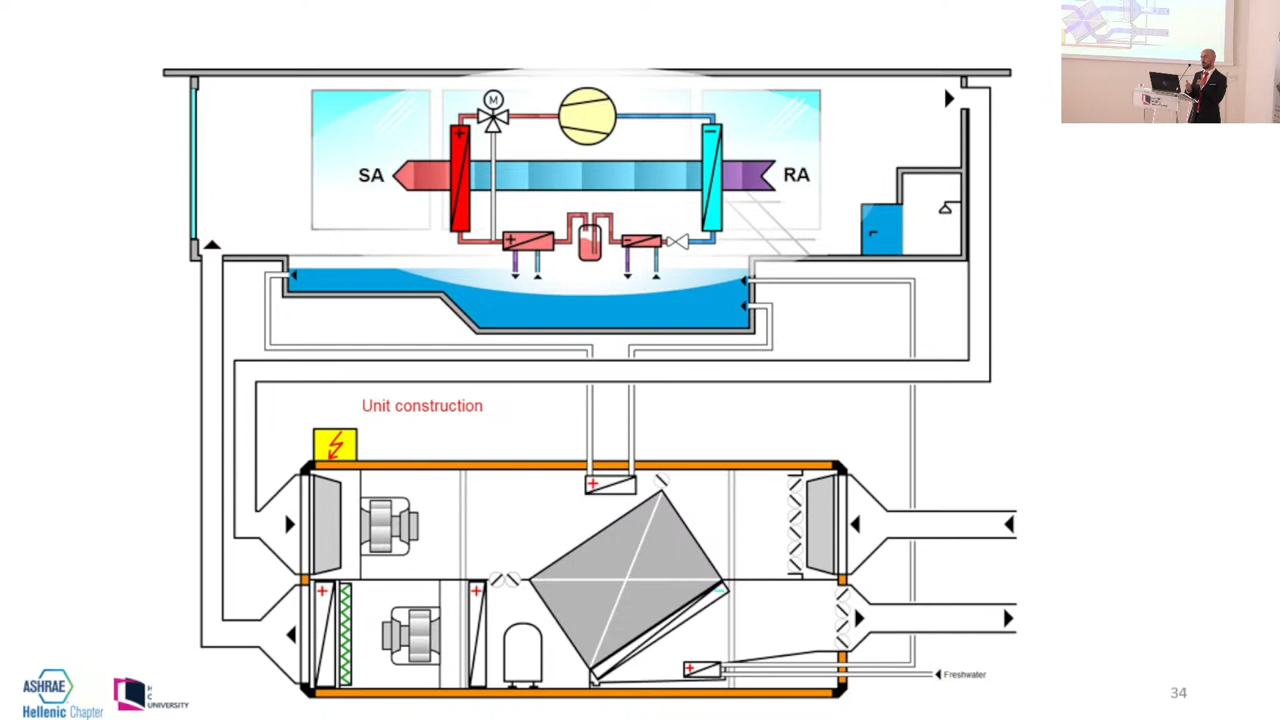 M
SA
RA
Unit construction
Freshwater
ASHRAE
Hellenic Chapter
UNIVERSITY
34